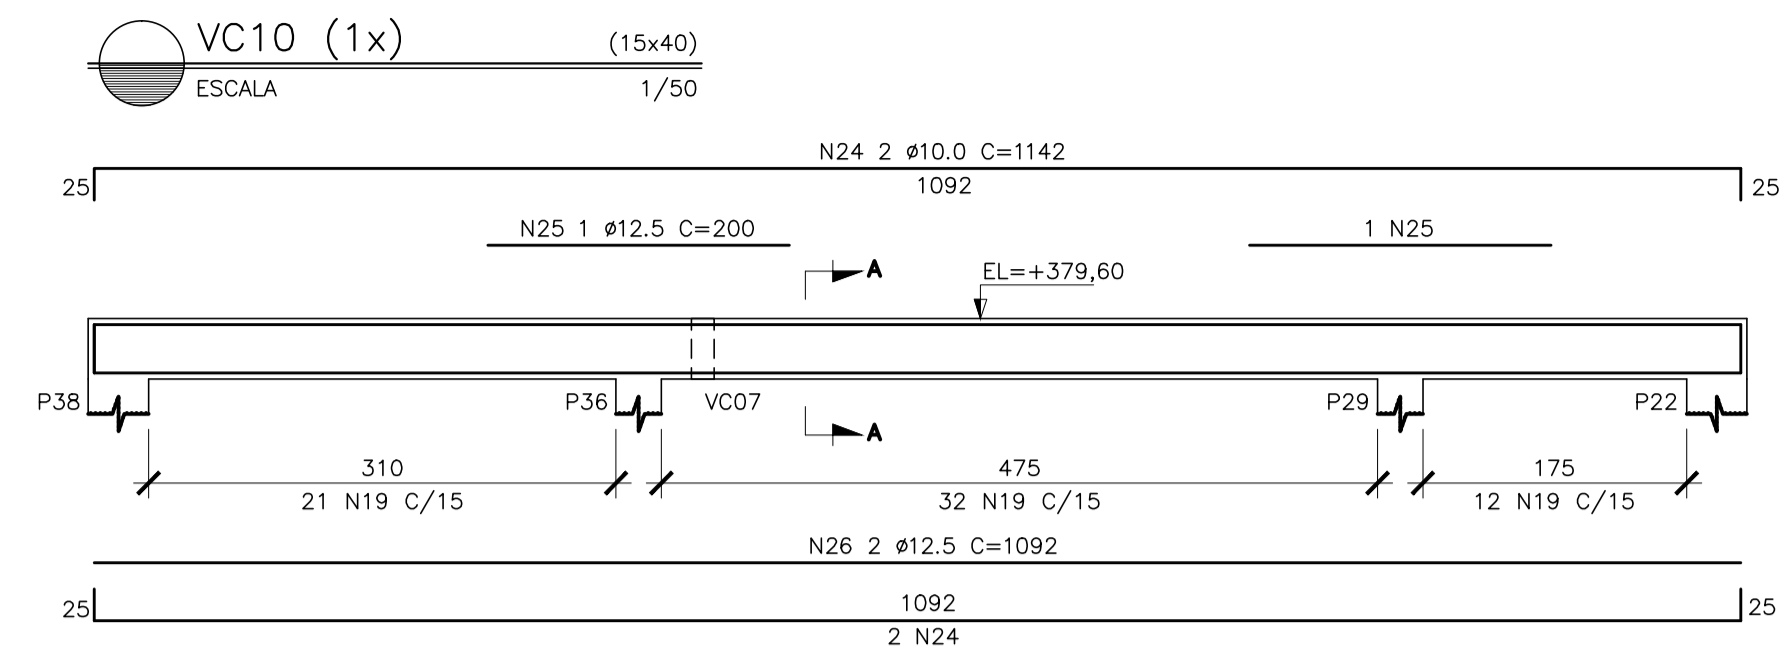 VC10 (1x) (15x40)
ESCALA 1/50
N24 2 ø10.0 C=1142
25 1092 25
N25 1 ø12.5 C=200 1 N25
A EL=+379,60
P38 P36 VC07 P29 P22
A
310 475 175
21 N19 C/15 32 N19 C/15 12 N19 C/15
N26 2 ø12.5 C=1092
25 1092 25
2 N24